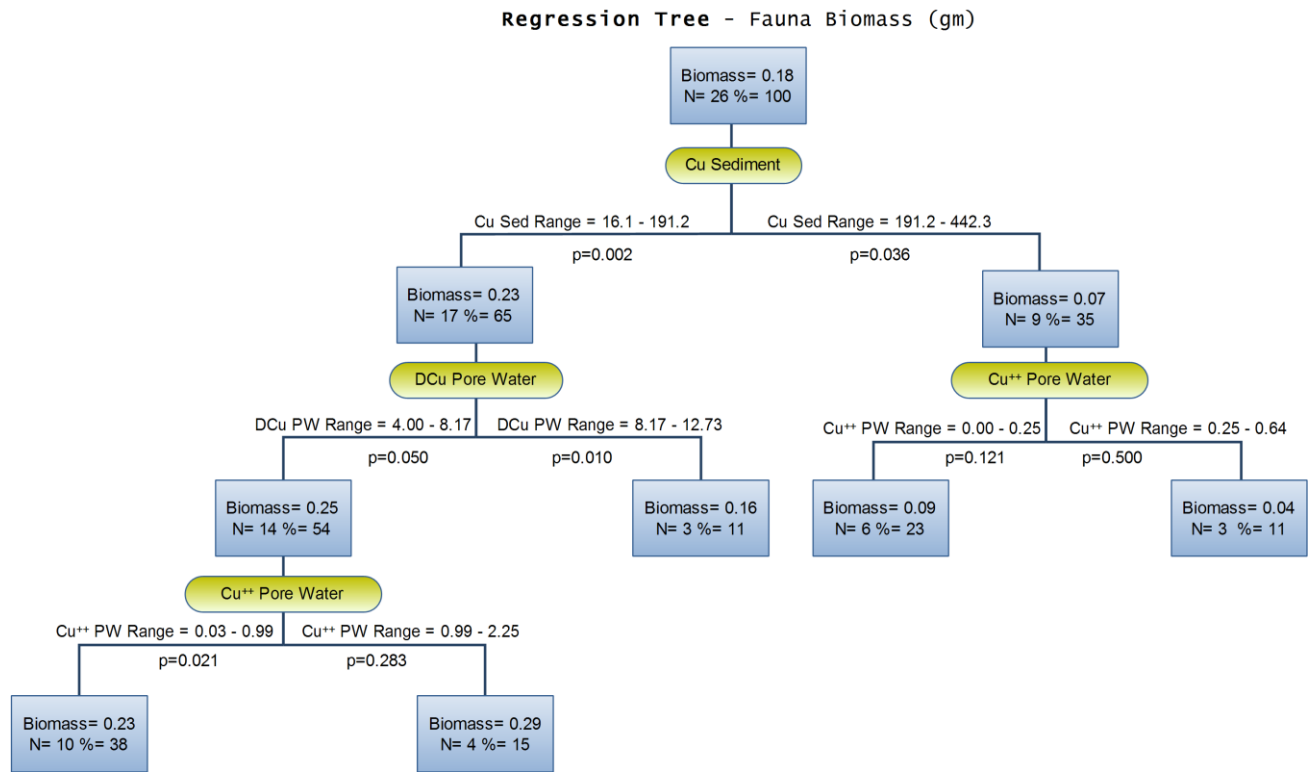 Regression Tree - Fauna Biomass (gm)
Biomass= 0.18
N= 26 %= 100
Cu Sediment
Cu Sed Range = 16.1 - 191.2
Cu Sed Range = 191.2 - 442.3
p=0.002
p=0.036
Biomass= 0.23
N= 17 %= 65
Biomass= 0.07
N= 9 %= 35
DCu Pore Water
Cu⁺⁺ Pore Water
DCu PW Range = 4.00 - 8.17
DCu PW Range = 8.17 - 12.73
Cu⁺⁺ PW Range = 0.00 - 0.25
Cu⁺⁺ PW Range = 0.25 - 0.64
p=0.050
p=0.010
p=0.121
p=0.500
Biomass= 0.25
N= 14 %= 54
Biomass= 0.16
N= 3 %= 11
Biomass= 0.09
N= 6 %= 23
Biomass= 0.04
N= 3 %= 11
Cu⁺⁺ Pore Water
Cu⁺⁺ PW Range = 0.03 - 0.99
Cu⁺⁺ PW Range = 0.99 - 2.25
p=0.021
p=0.283
Biomass= 0.23
N= 10 %= 38
Biomass= 0.29
N= 4 %= 15